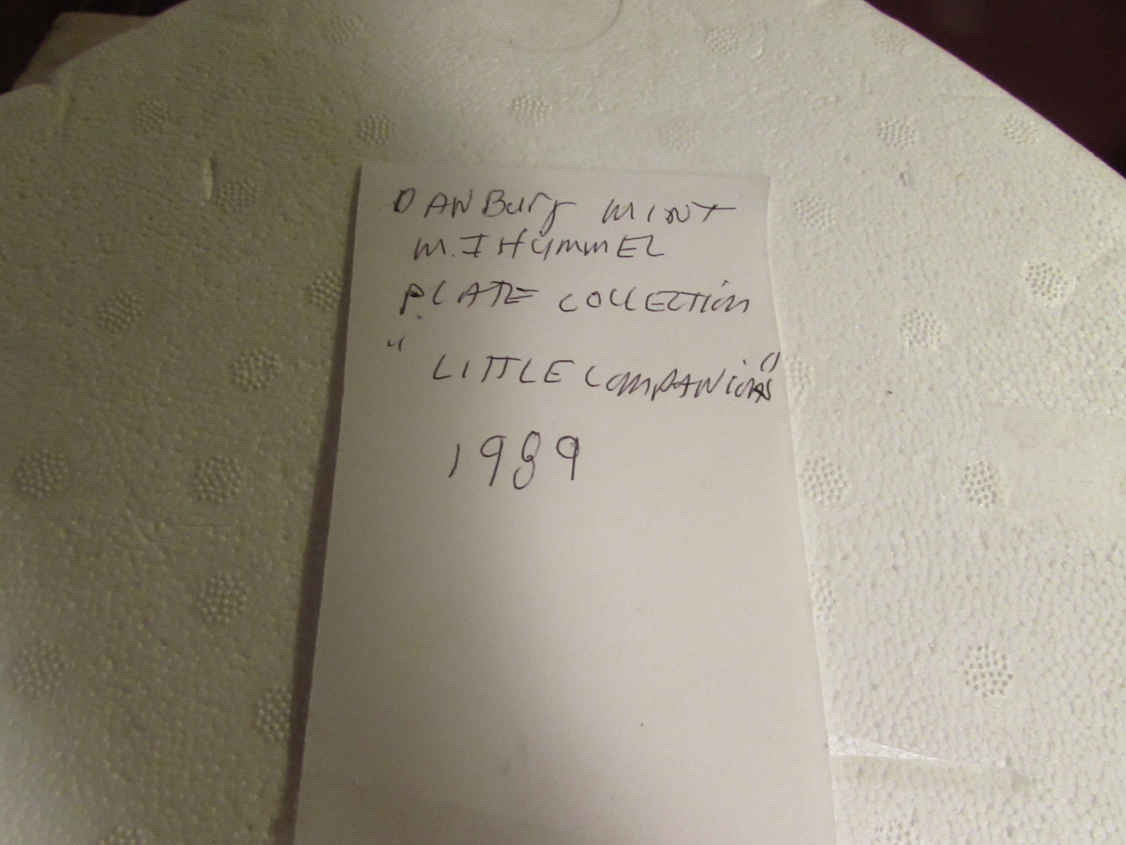 DANBury MINT
M.I HUMMEL
PLATE COLLECTION
"LITTLE COMPANIONS"
1989